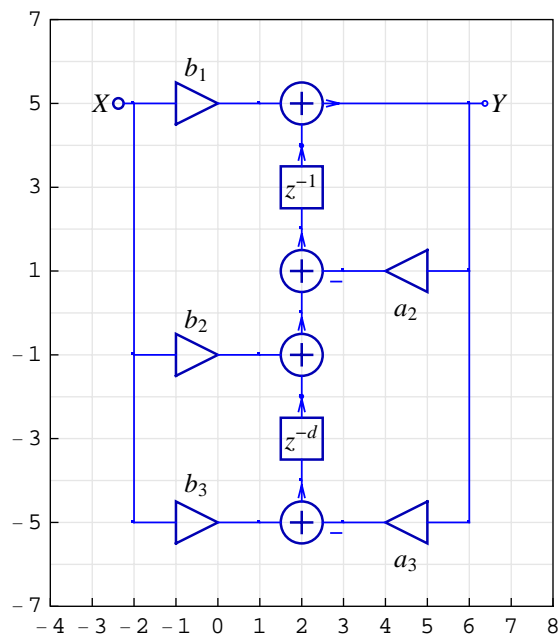 7
b₁
X
Y
5
+
z⁻¹
3
1
+
−
a₂
b₂
−1
+
z⁻ᵈ
−3
b₃
−5
+
−
a₃
−7
−4 −3 −2 −1 0 1 2 3 4 5 6 7 8